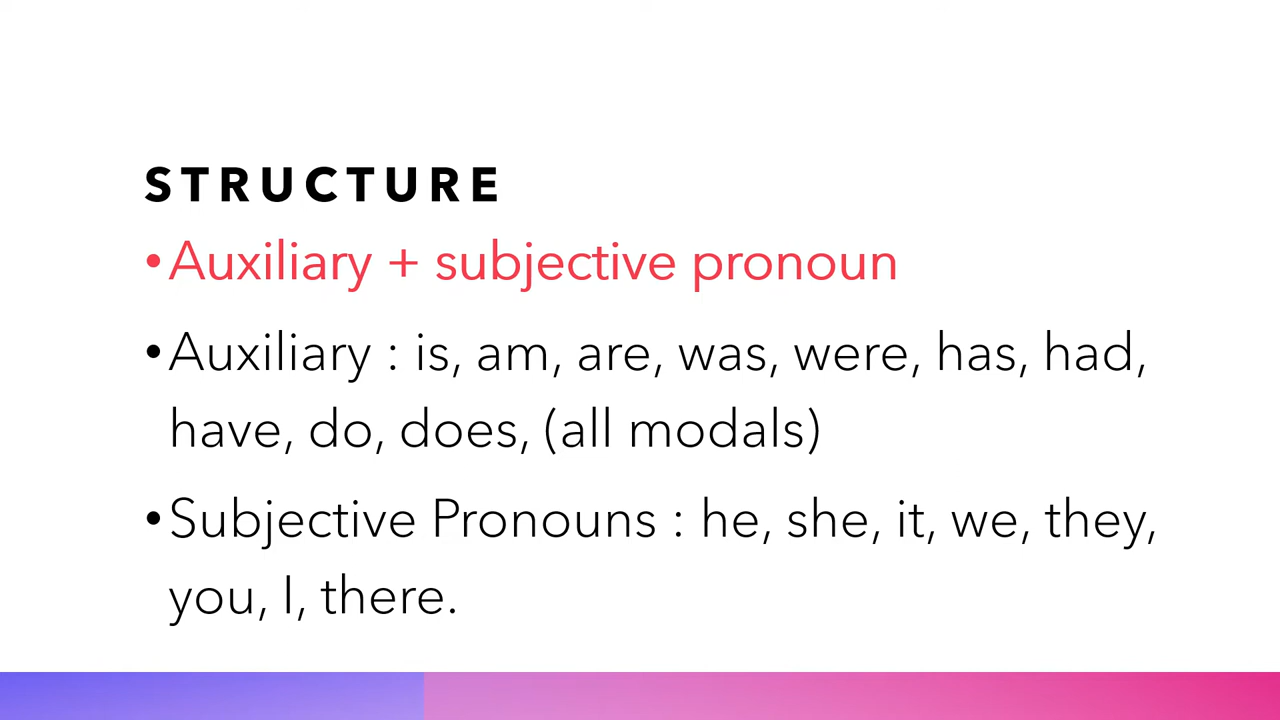 STRUCTURE
•Auxiliary + subjective pronoun
•Auxiliary : is, am, are, was, were, has, had,
have, do, does, (all modals)
•Subjective Pronouns : he, she, it, we, they,
you, I, there.